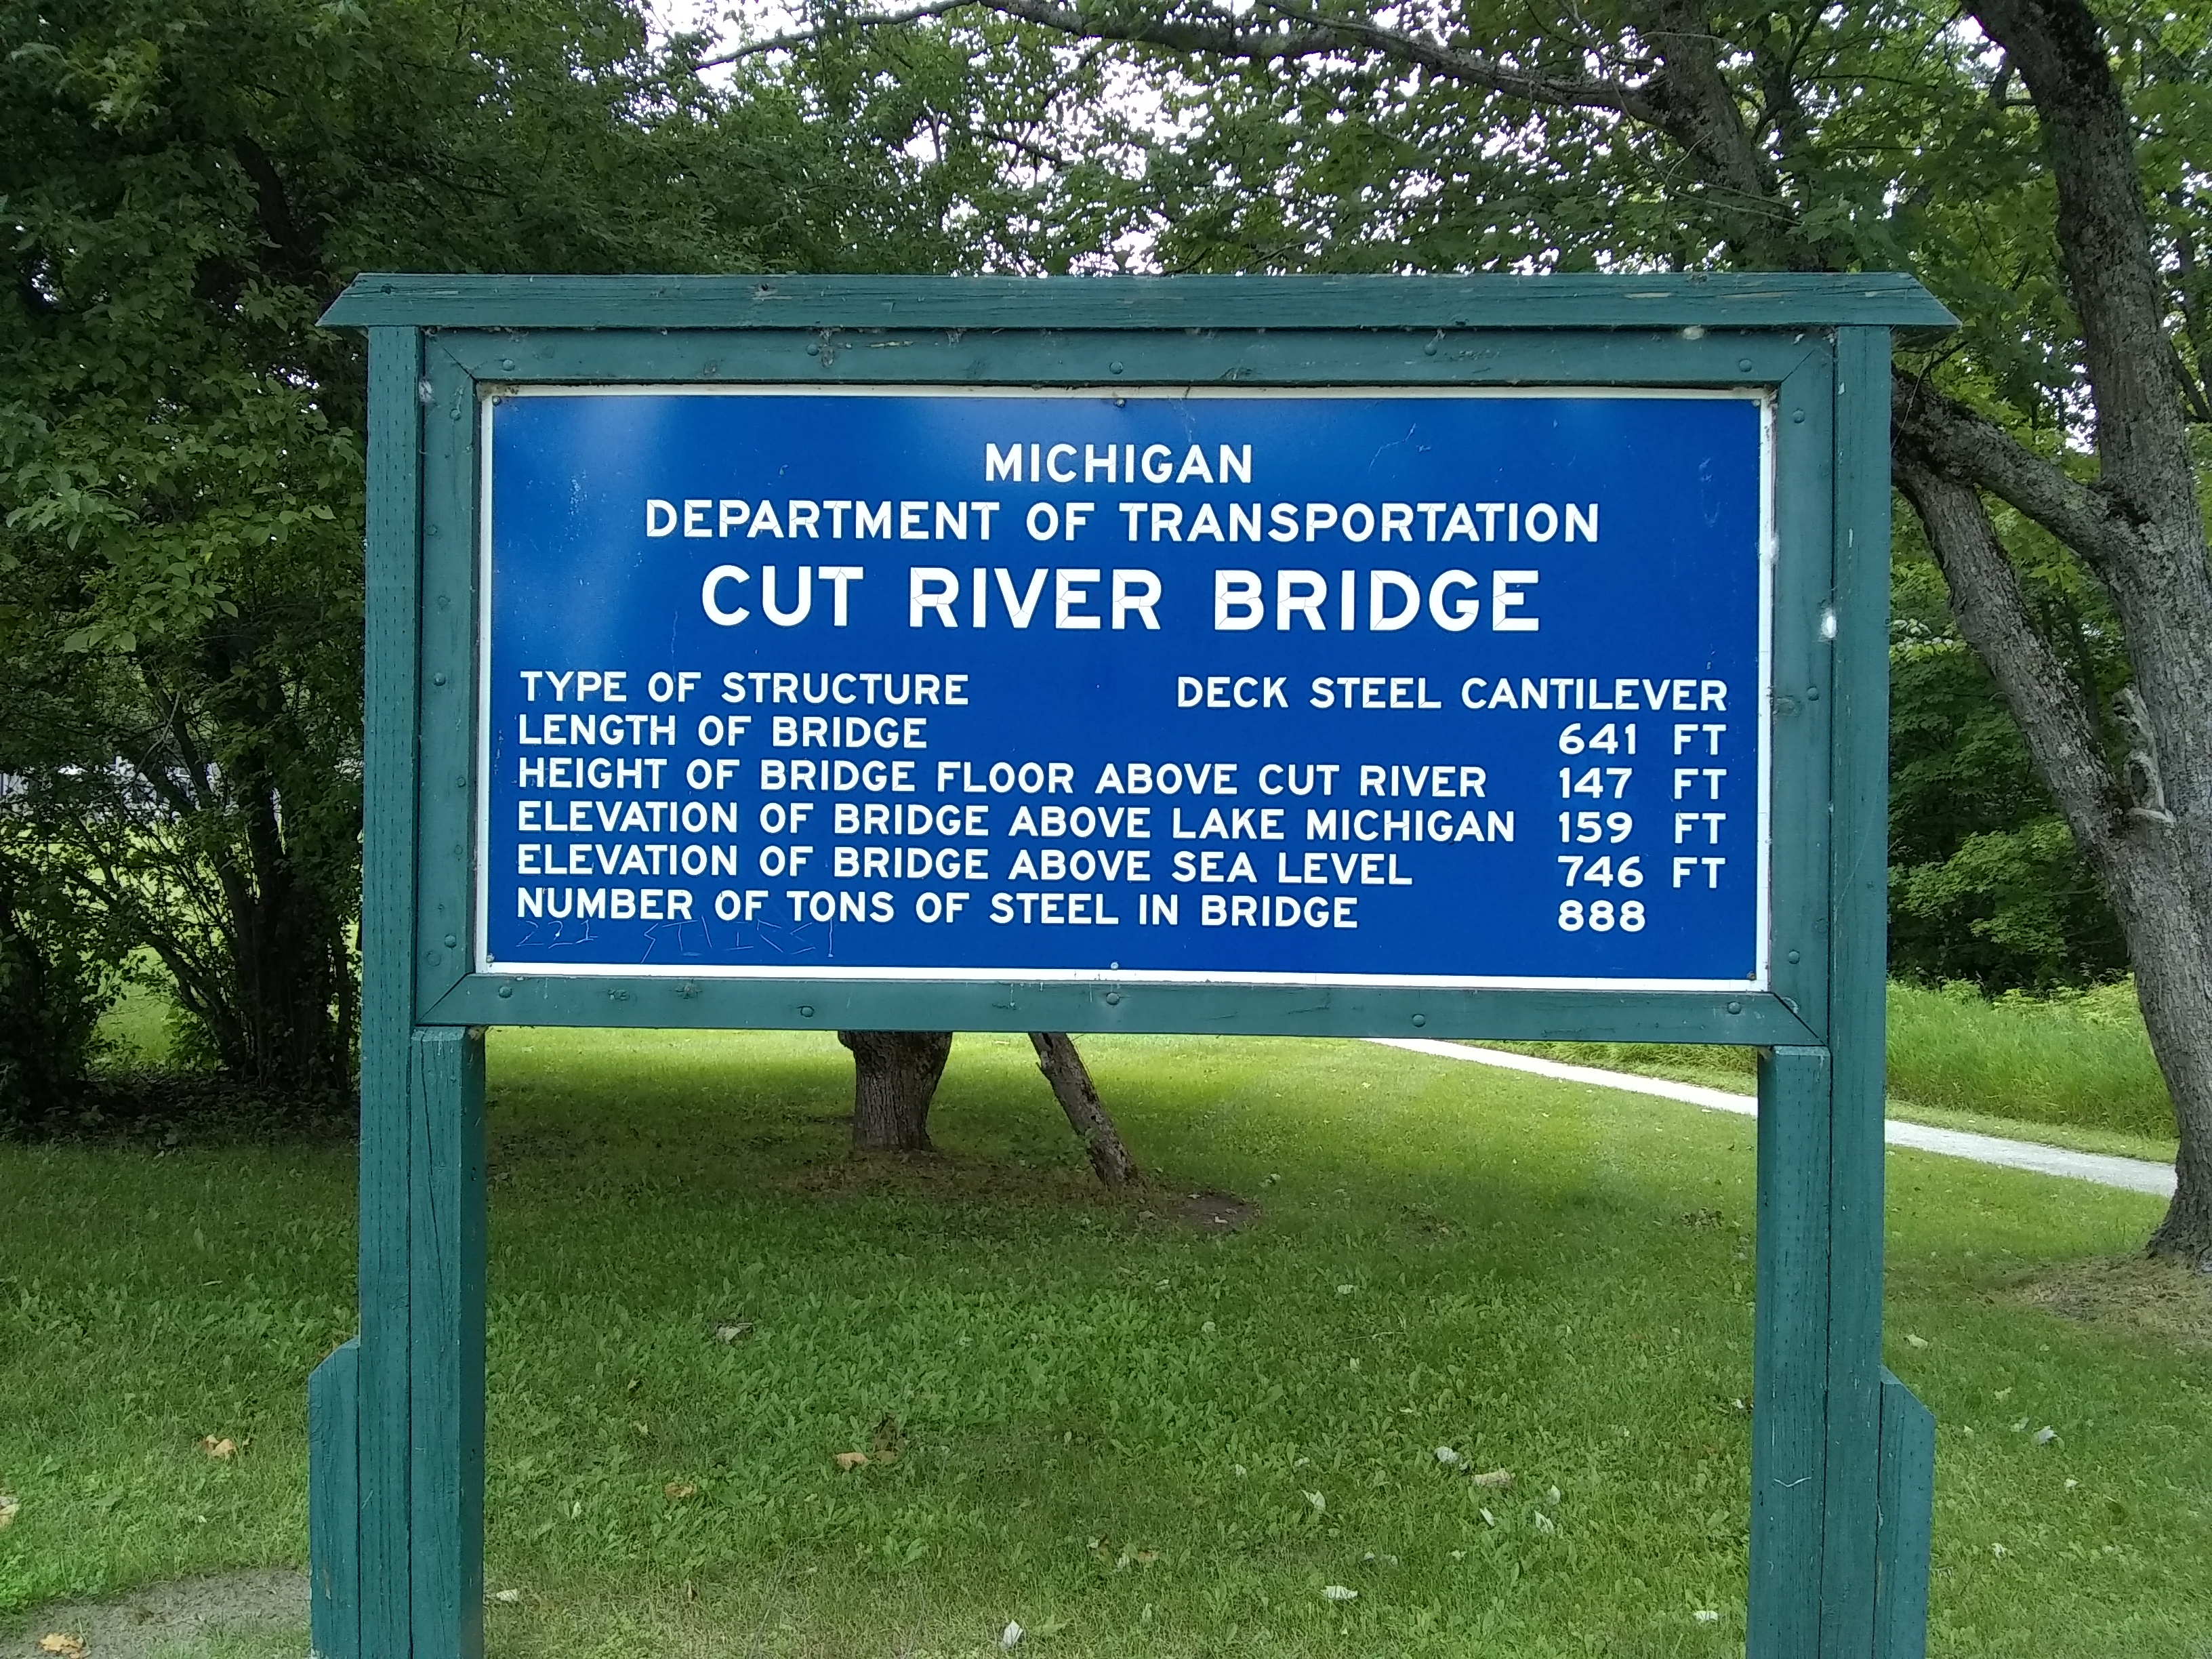 MICHIGAN
DEPARTMENT OF TRANSPORTATION
CUT RIVER BRIDGE
TYPE OF STRUCTURE DECK STEEL CANTILEVER
LENGTH OF BRIDGE 641 FT
HEIGHT OF BRIDGE FLOOR ABOVE CUT RIVER 147 FT
ELEVATION OF BRIDGE ABOVE LAKE MICHIGAN 159 FT
ELEVATION OF BRIDGE ABOVE SEA LEVEL 746 FT
NUMBER OF TONS OF STEEL IN BRIDGE 888